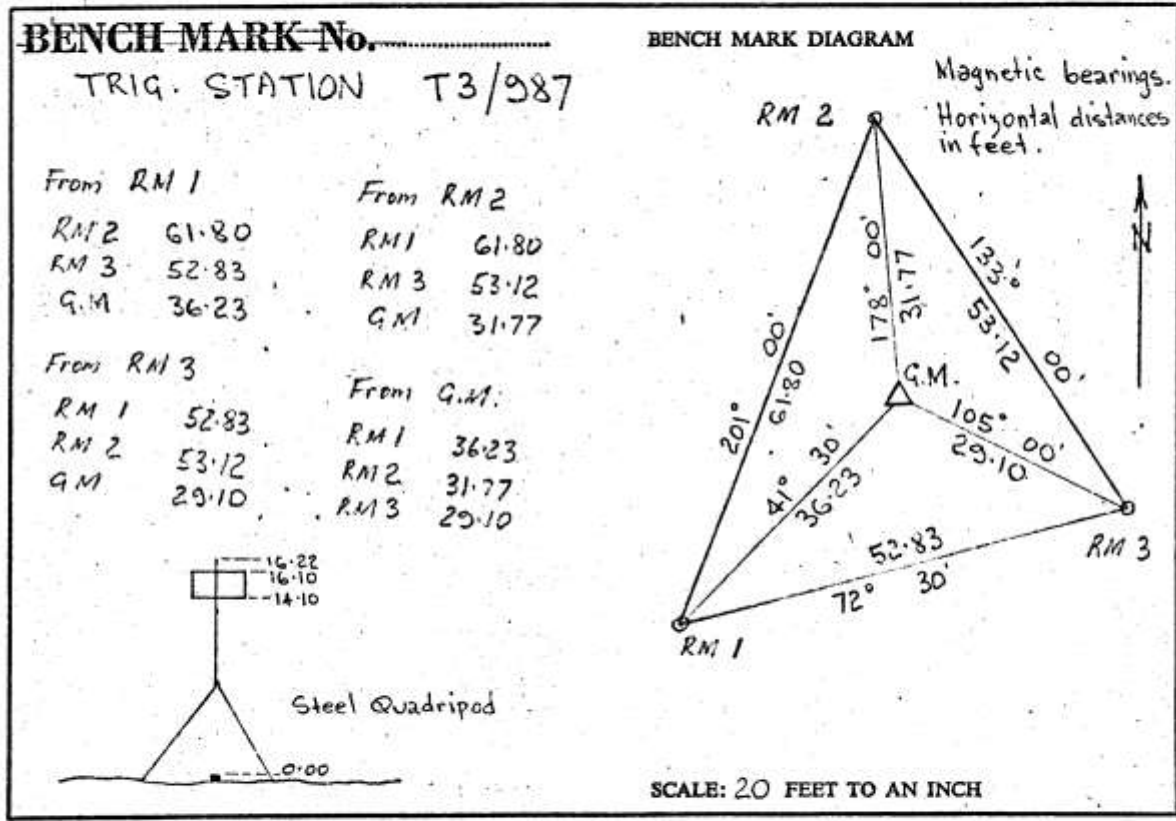 BENCH MARK No.
TRIG. STATION T3/987
From RM 1
RM 2 61.80
RM 3 52.83
G.M 36.23
From RM 2
RM 1 61.80
RM 3 53.12
GM 31.77
From RM 3
RM 1 52.83
RM 2 53.12
GM 29.10
From G.M.
RM 1 36.23
RM 2 31.77
RM 3 29.10
16.22
16.10
14.10
Steel Quadripod
0.00
BENCH MARK DIAGRAM
Magnetic bearings.
Horizontal distances
in feet.
N
RM 2
178° 00'
31.77
133° 00'
53.12
201° 00'
61.80
G.M.
105° 00'
29.10
41° 30'
36.23
52.83
72° 30'
RM 3
RM 1
SCALE: 20 FEET TO AN INCH